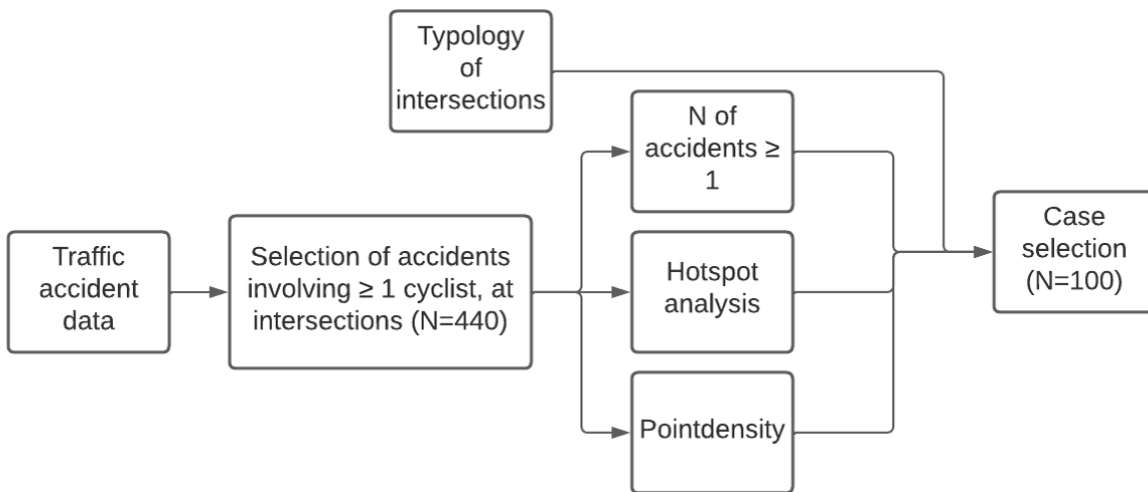 Typology
of
intersections
N of
accidents ≥
1
Traffic
accident
data
Selection of accidents
involving ≥ 1 cyclist, at
intersections (N=440)
Hotspot
analysis
Pointdensity
Case
selection
(N=100)